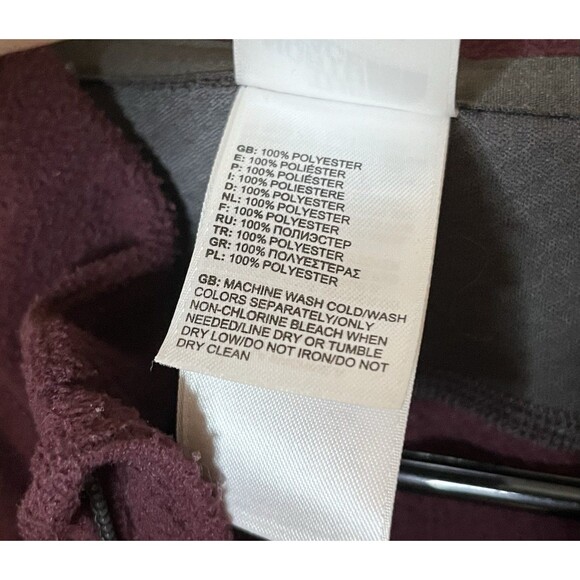 GB: 100% POLYESTER
E: 100% POLIÉSTER
P: 100% POLIÉSTER
I: 100% POLIESTERE
D: 100% POLYESTER
NL: 100% POLYESTER
F: 100% POLYESTER
RU: 100% ПОЛИЭСТЕР
TR: 100% POLYESTER
GR: 100% ΠΟΛΥΕΣΤΕΡΑΣ
PL: 100% POLYESTER
GB: MACHINE WASH COLD/WASH
COLORS SEPARATELY/ONLY
NON-CHLORINE BLEACH WHEN
NEEDED/LINE DRY OR TUMBLE
DRY LOW/DO NOT IRON/DO NOT
DRY CLEAN